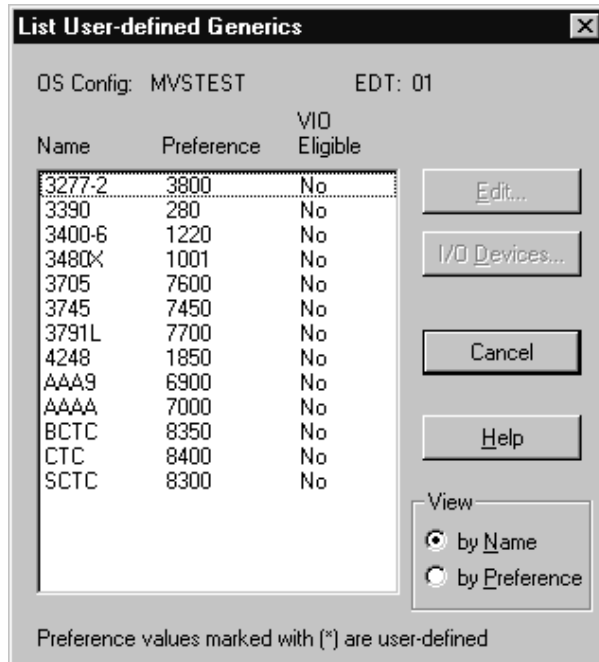 List User-defined Generics
OS Config: MVSTEST EDT: 01
VIO
Name Preference Eligible
3277-2 3800 No
3390 280 No
3400-6 1220 No
3480X 1001 No
3705 7600 No
3745 7450 No
3791L 7700 No
4248 1850 No
AAA9 6900 No
AAAA 7000 No
BCTC 8350 No
CTC 8400 No
SCTC 8300 No
Edit...
I/O Devices...
Cancel
Help
View
by Name
by Preference
Preference values marked with (*) are user-defined